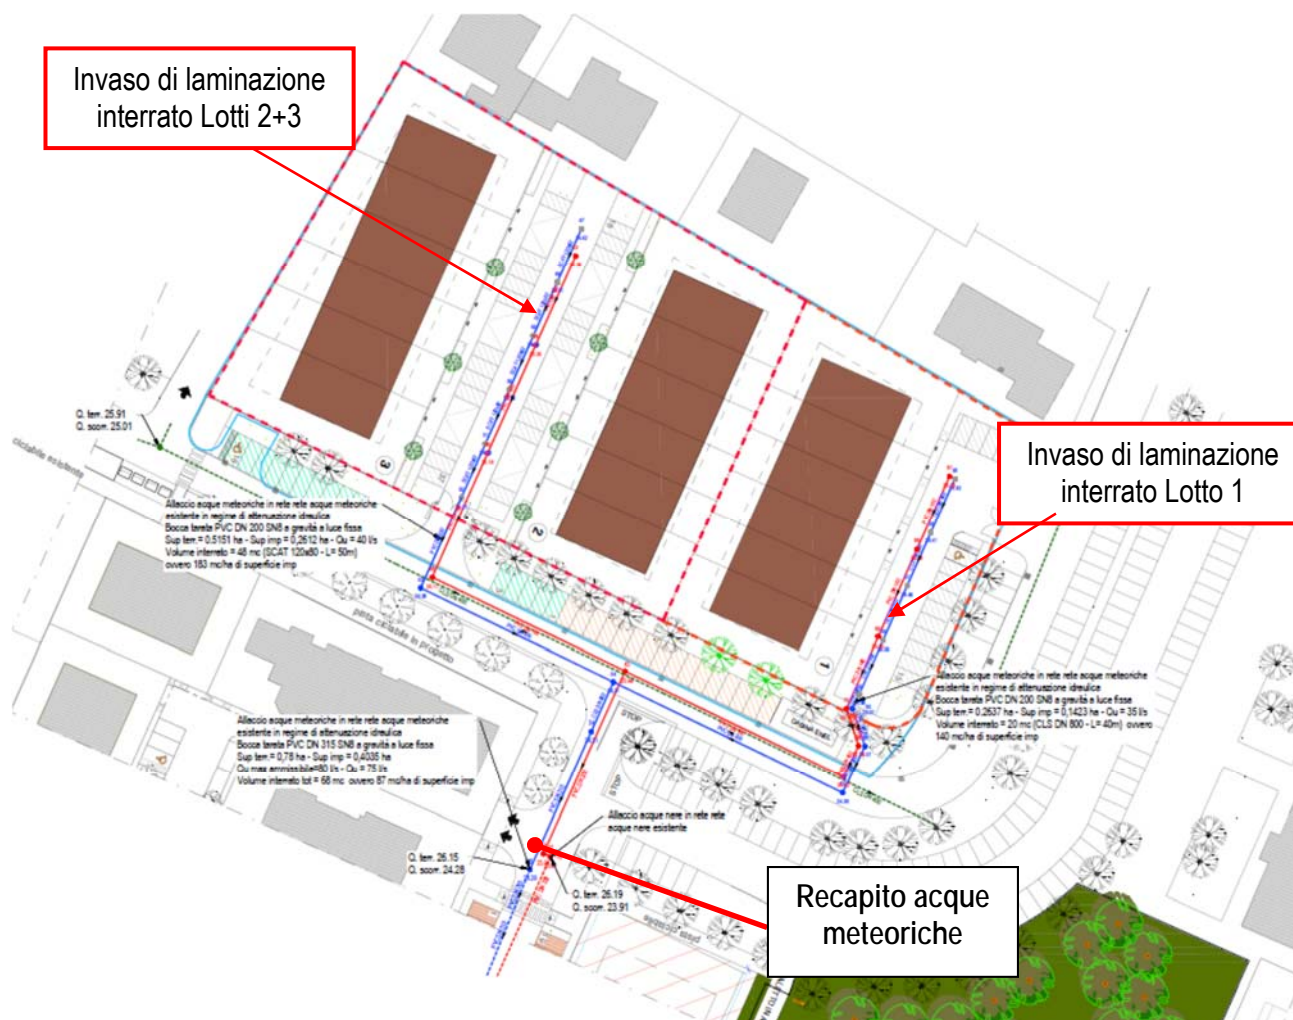 Invaso di laminazione
interrato Lotti 2+3
Q. terr. 25.91
Q. scorr. 25.01
ciclabile esistente
3
2
1
Allaccio acque meteoriche in rete rete acque meteoriche
esistente in regime di attenuazione idraulica
Bocca tarata PVC DN 200 SN8 a gravità a luce fissa
Sup terr.= 0.5151 ha - Sup imp = 0,2612 ha - Qu = 40 l/s
Volume interrato = 48 mc (SCAT 120x80 - L= 50m)
ovvero 183 mc/ha di superficie imp
Invaso di laminazione
interrato Lotto 1
pista ciclabile in progetto
Allaccio acque meteoriche in rete rete acque meteoriche
esistente in regime di attenuazione idraulica
Bocca tarata PVC DN 200 SN8 a gravità a luce fissa
Sup terr.= 0,2637 ha - Sup imp = 0,1423 ha - Qu = 35 l/s
Volume interrato = 20 mc (CLS DN 800 - L= 40m) ovvero
140 mc/ha di superficie imp
CABINA ENEL
STOP
STOP
Allaccio acque meteoriche in rete rete acque meteoriche
esistente in regime di attenuazione idraulica
Bocca tarata PVC DN 315 SN8 a gravità a luce fissa
Sup terr.= 0,78 ha - Sup imp = 0,4035 ha
Qu max ammissibile=80 l/s - Qu = 75 l/s
Volume interrato tot = 68 mc ovvero 87 mc/ha di superficie imp
Allaccio acque nere in rete rete
acque nere esistente
Q. terr. 26.15
Q. scorr. 24.28
Q. terr. 26.19
Q. scorr. 23.91
pista ciclabile
Recapito acque
meteoriche